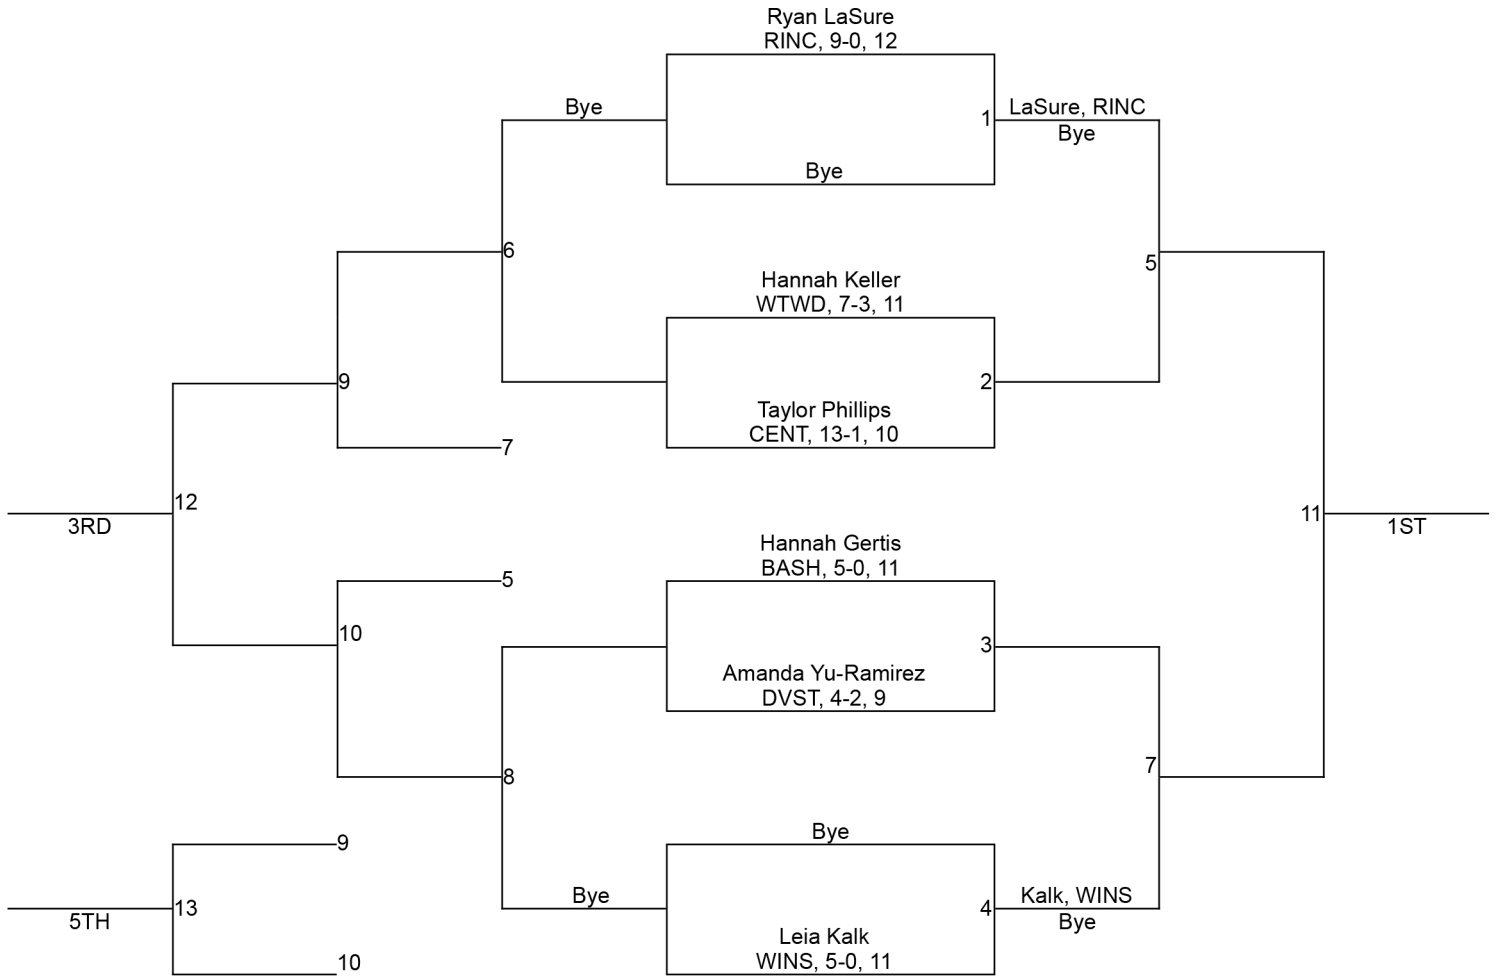 Ryan LaSure
RINC, 9-0, 12
Bye
1
LaSure, RINC
Bye
Bye
6
5
Hannah Keller
WTWD, 7-3, 11
9
2
Taylor Phillips
CENT, 13-1, 10
7
12
3RD
11
1ST
Hannah Gertis
BASH, 5-0, 11
5
10
3
Amanda Yu-Ramirez
DVST, 4-2, 9
8
7
Bye
9
Bye
4
Kalk, WINS
Bye
13
5TH
Leia Kalk
WINS, 5-0, 11
10